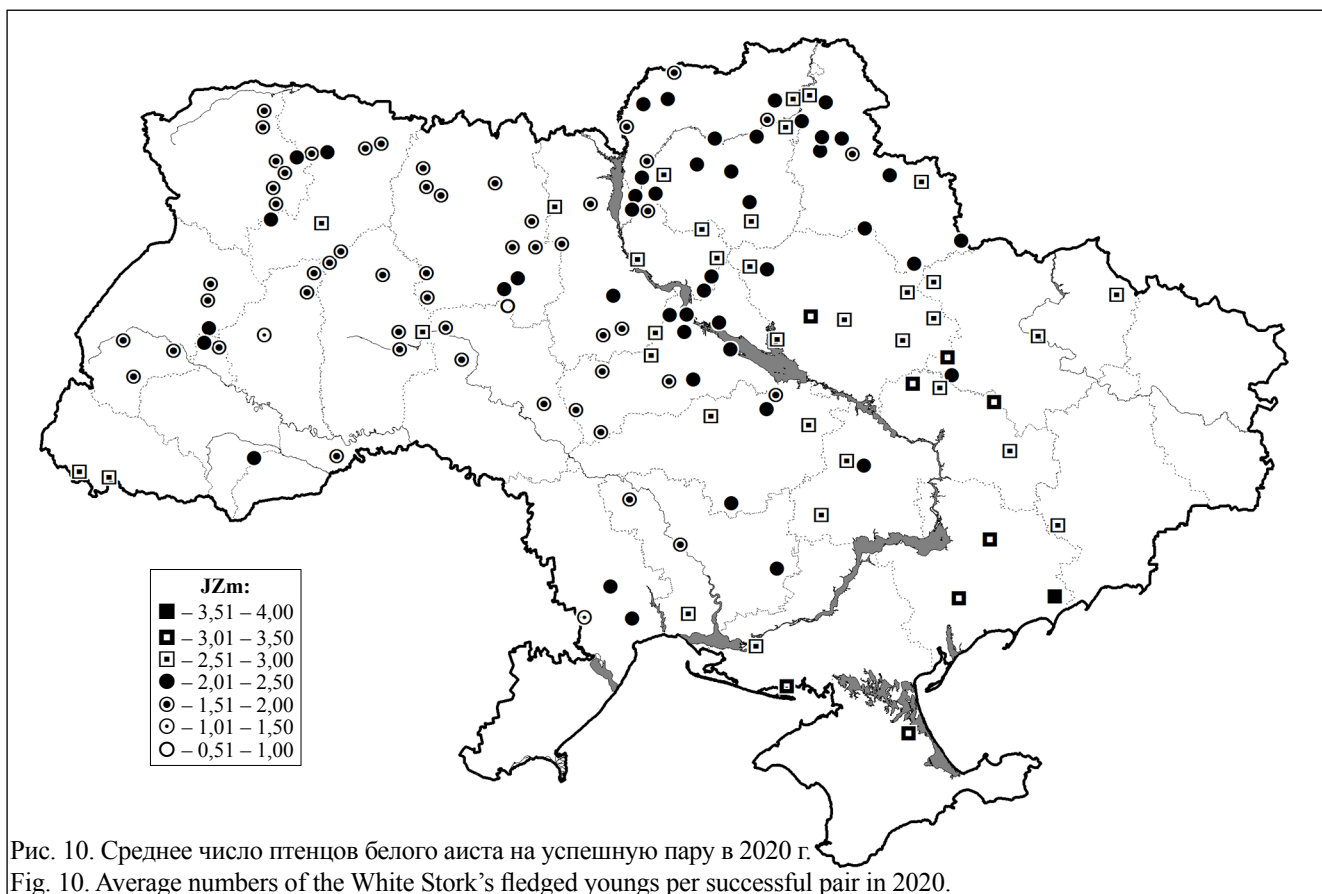 JZm:
– 3,51 – 4,00
– 3,01 – 3,50
– 2,51 – 3,00
– 2,01 – 2,50
– 1,51 – 2,00
– 1,01 – 1,50
– 0,51 – 1,00
Рис. 10. Среднее число птенцов белого аиста на успешную пару в 2020 г.
Fig. 10. Average numbers of the White Stork’s fledged youngs per successful pair in 2020.